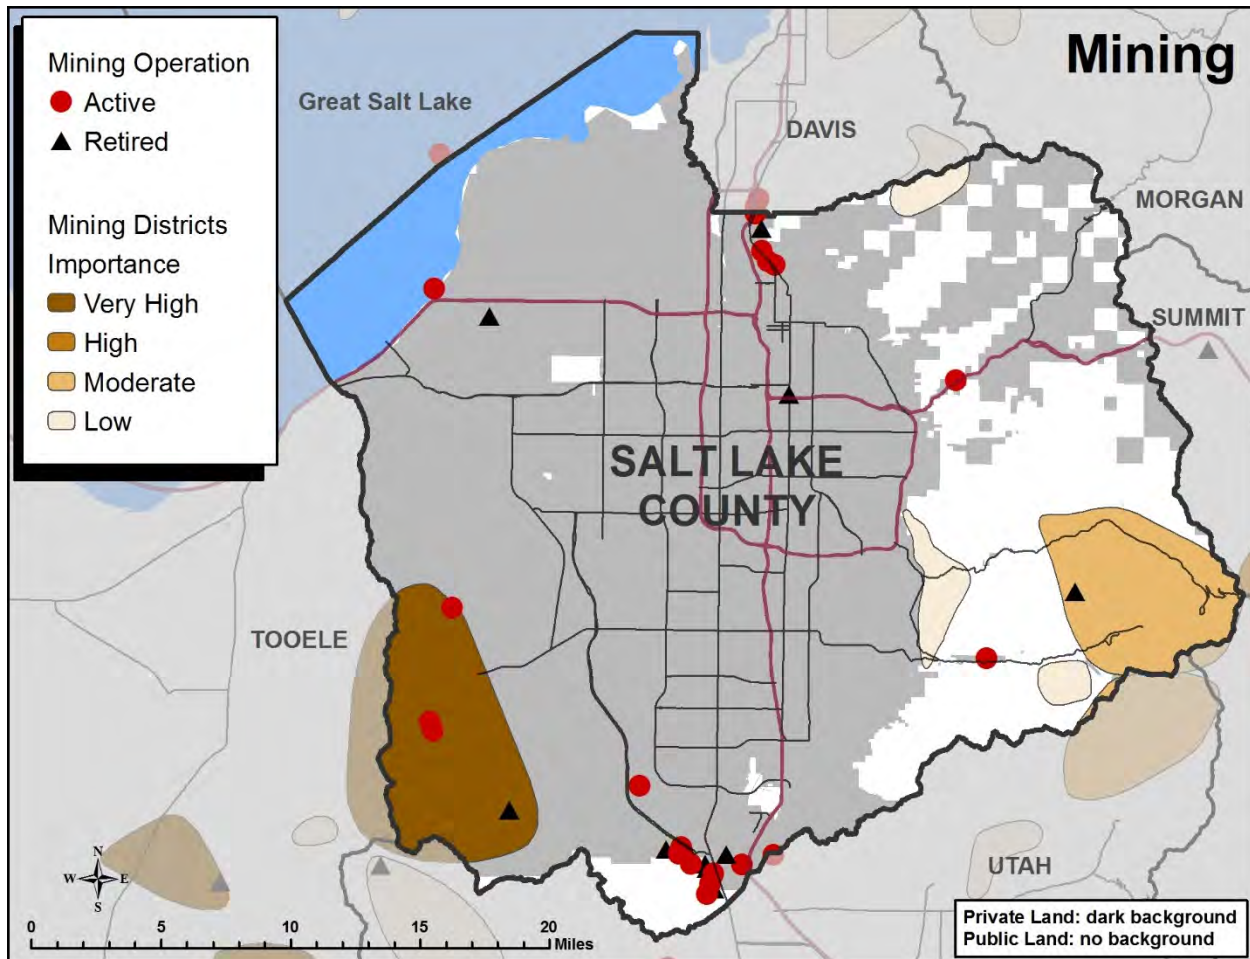 Mining
Mining Operation
Active
Retired
Mining Districts
Importance
Very High
High
Moderate
Low
Great Salt Lake
DAVIS
MORGAN
SUMMIT
SALT LAKE
COUNTY
TOOELE
UTAH
N
W E
S
0 5 10 15 20
Miles
Private Land: dark background
Public Land: no background